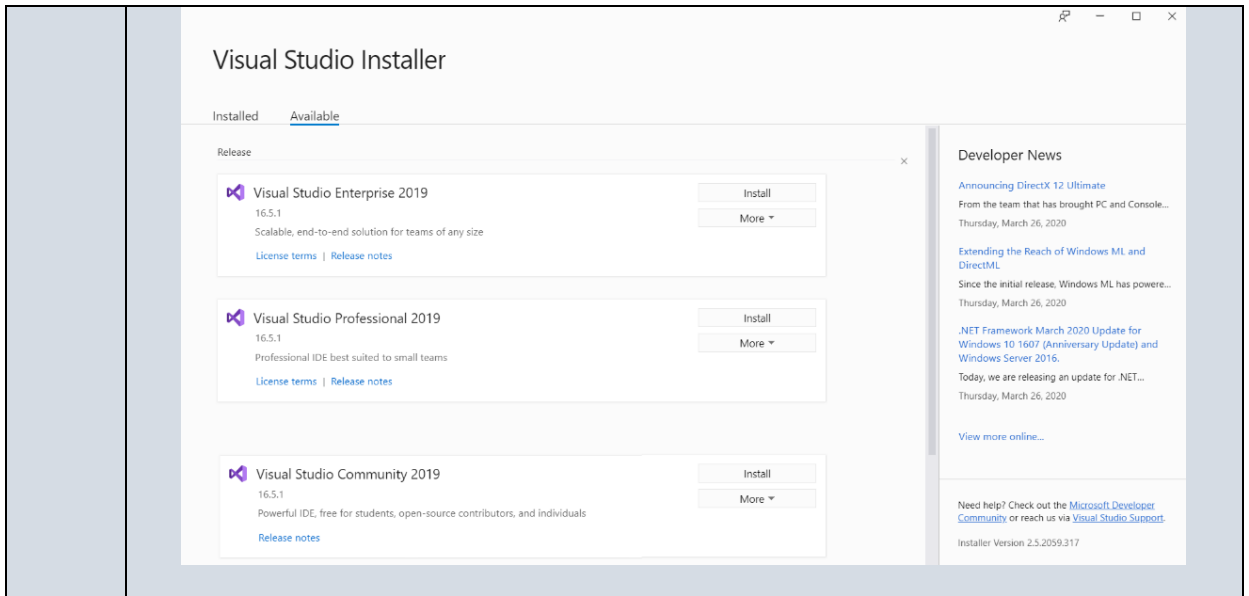 Visual Studio Installer
Installed Available
Release
Visual Studio Enterprise 2019
16.5.1
Scalable, end-to-end solution for teams of any size
License terms | Release notes
Install
More
Visual Studio Professional 2019
16.5.1
Professional IDE best suited to small teams
License terms | Release notes
Install
More
Visual Studio Community 2019
16.5.1
Powerful IDE, free for students, open-source contributors, and individuals
Release notes
Install
More
Developer News
Announcing DirectX 12 Ultimate
From the team that has brought PC and Console...
Thursday, March 26, 2020
Extending the Reach of Windows ML and
DirectML
Since the initial release, Windows ML has powere...
Thursday, March 26, 2020
.NET Framework March 2020 Update for
Windows 10 1607 (Anniversary Update) and
Windows Server 2016.
Today, we are releasing an update for .NET...
Thursday, March 26, 2020
View more online...
Need help? Check out the Microsoft Developer
Community or reach us via Visual Studio Support.
Installer Version 2.5.2059.317